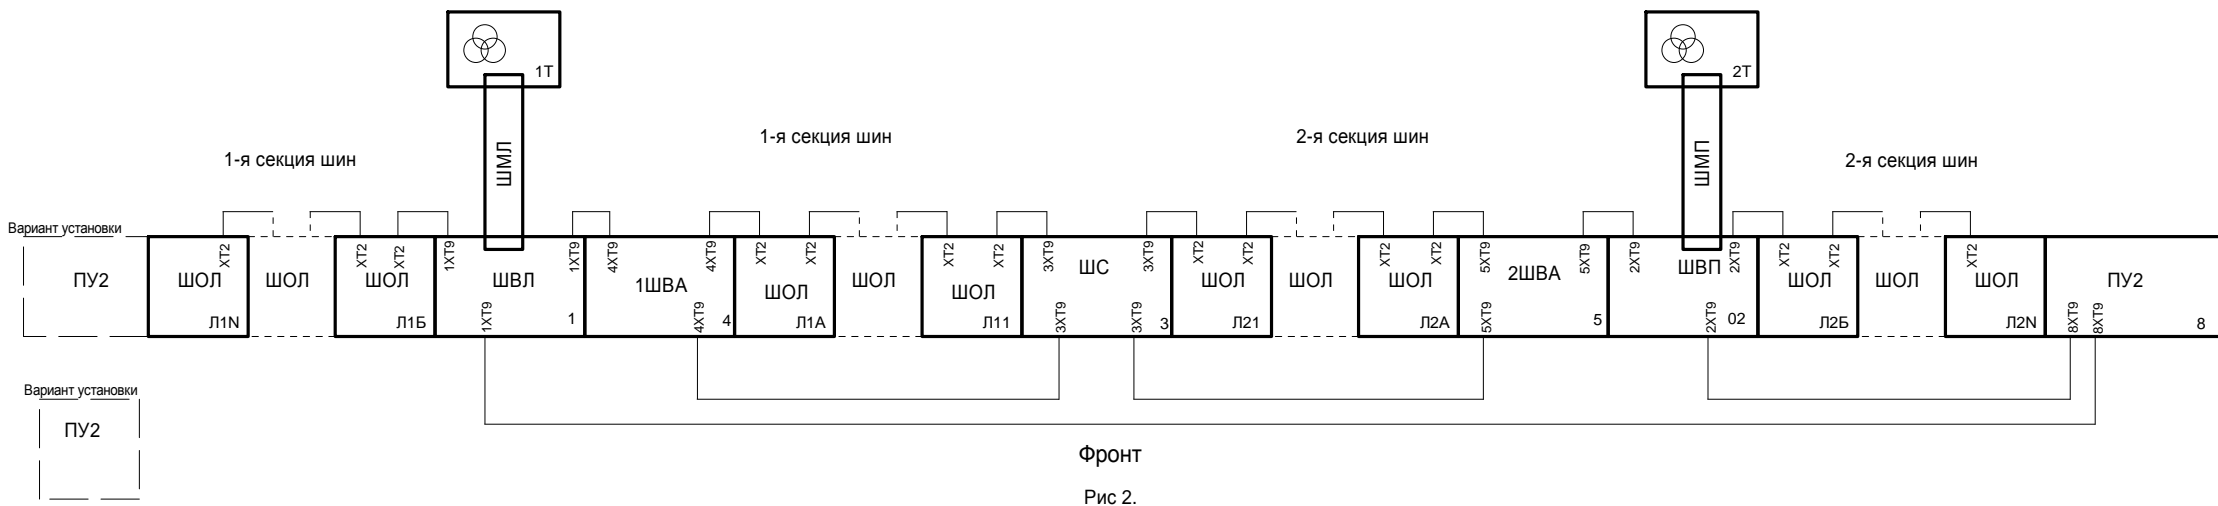 1Т
2Т
ШМЛ
ШМП
1-я секция шин
1-я секция шин
2-я секция шин
2-я секция шин
Вариант установки
ПУ2
ХТ2
ШОЛ
Л1N
ШОЛ
ХТ2
ХТ2
ШОЛ
Л1Б
1ХТ9
1ХТ9
ШВЛ
1ХТ9
1
4ХТ9
4ХТ9
1ШВА
4ХТ9
4
ХТ2
ХТ2
ШОЛ
Л1А
ШОЛ
ХТ2
ХТ2
ШОЛ
Л11
3ХТ9
3ХТ9
ШС
3ХТ9
3ХТ9
3
ХТ2
ХТ2
ШОЛ
Л21
ШОЛ
ХТ2
ХТ2
ШОЛ
Л2А
5ХТ9
5ХТ9
2ШВА
5ХТ9
5
2ХТ9
2ХТ9
ШВП
2ХТ9
02
ХТ2
ХТ2
ШОЛ
Л2Б
ШОЛ
ХТ2
ШОЛ
Л2N
ПУ2
8ХТ9
8ХТ9
8
Вариант установки
ПУ2
Фронт
Рис 2.